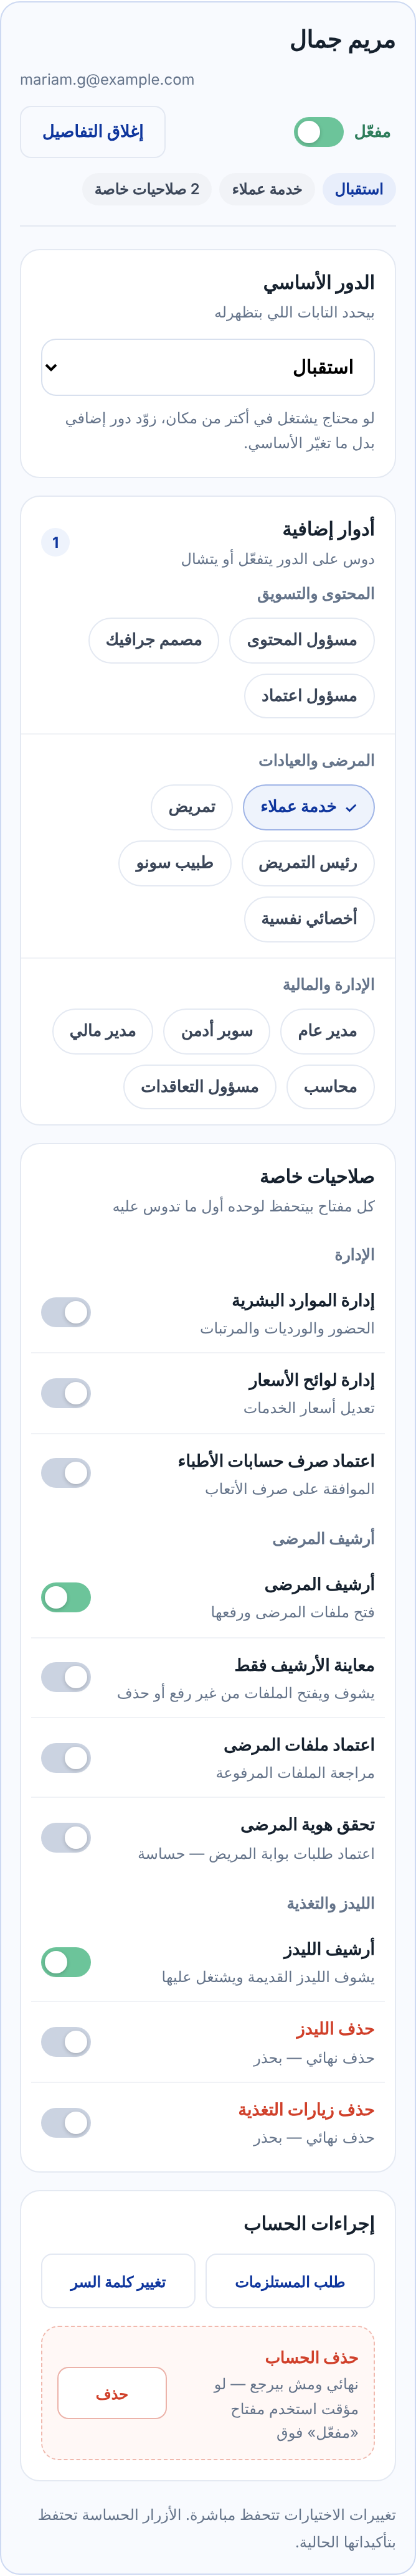 مريم جمال
mariam.g@example.com
مفعّل
إغلاق التفاصيل
استقبال
خدمة عملاء
2 صلاحيات خاصة
الدور الأساسي
بيحدد التابات اللي بتظهرله
استقبال
لو محتاج يشتغل في أكتر من مكان، زوّد دور إضافي
بدل ما تغيّر الأساسي.
أدوار إضافية
1
دوس على الدور يتفعّل أو يتشال
المحتوى والتسويق
مسؤول المحتوى
مصمم جرافيك
مسؤول اعتماد
المرضى والعيادات
✓ خدمة عملاء
تمريض
رئيس التمريض
طبيب سونو
أخصائي نفسية
الإدارة والمالية
مدير عام
سوبر أدمن
مدير مالي
محاسب
مسؤول التعاقدات
صلاحيات خاصة
كل مفتاح بيتحفظ لوحده أول ما تدوس عليه
الإدارة
إدارة الموارد البشرية
الحضور والورديات والمرتبات
إدارة لوائح الأسعار
تعديل أسعار الخدمات
اعتماد صرف حسابات الأطباء
الموافقة على صرف الأتعاب
أرشيف المرضى
أرشيف المرضى
فتح ملفات المرضى ورفعها
معاينة الأرشيف فقط
يشوف ويفتح الملفات من غير رفع أو حذف
اعتماد ملفات المرضى
مراجعة الملفات المرفوعة
تحقق هوية المرضى
اعتماد طلبات بوابة المريض — حساسة
الليدز والتغذية
أرشيف الليدز
يشوف الليدز القديمة ويشتغل عليها
حذف الليدز
حذف نهائي — بحذر
حذف زيارات التغذية
حذف نهائي — بحذر
إجراءات الحساب
طلب المستلزمات
تغيير كلمة السر
حذف الحساب
نهائي ومش بيرجع — لو
مؤقت استخدم مفتاح
«مفعّل» فوق
حذف
تغييرات الاختيارات تتحفظ مباشرة. الأزرار الحساسة تحتفظ
بتأكيداتها الحالية.